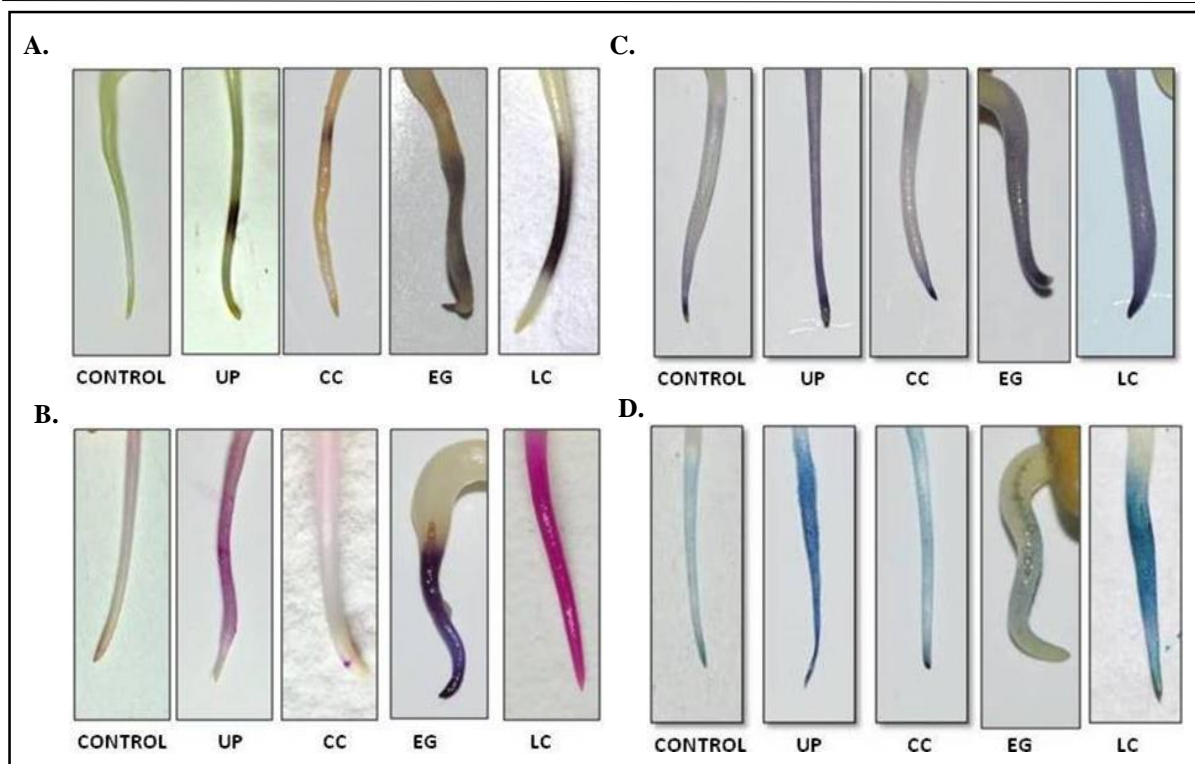 A.
CONTROL UP CC EG LC
B.
CONTROL UP CC EG LC
C.
CONTROL UP CC EG LC
D.
CONTROL UP CC EG LC